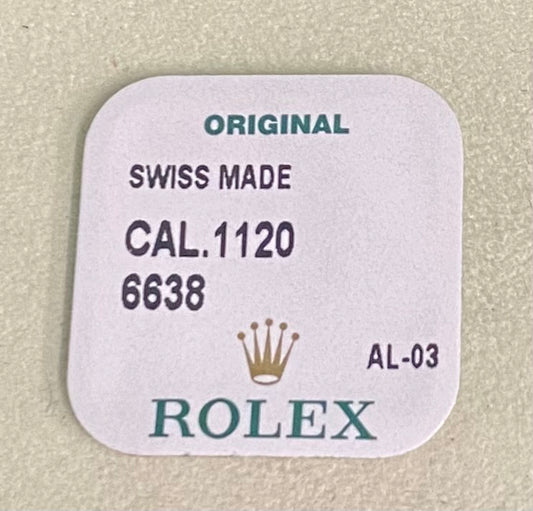 ORIGINAL
SWISS MADE
CAL.1120
6638
AL-03
ROLEX